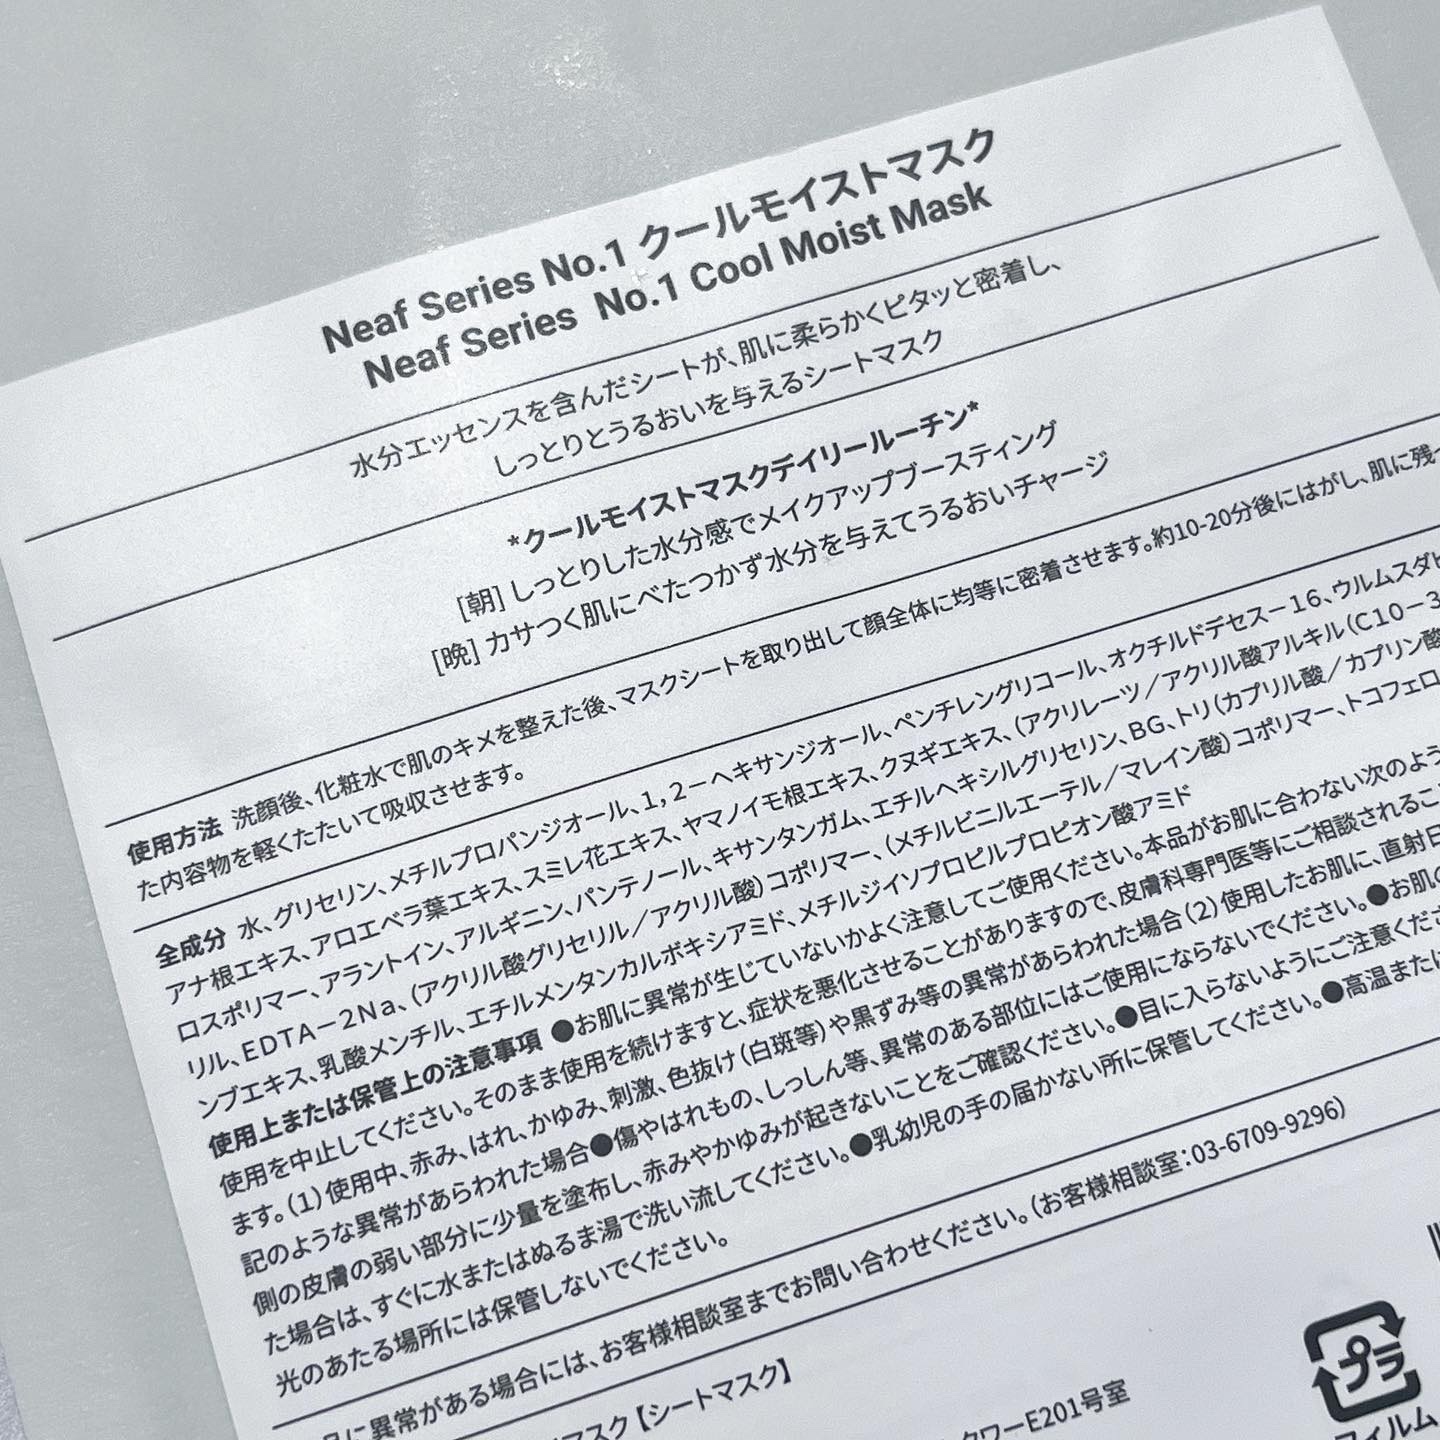 Neaf Series No.1 クールモイストマスク
Neaf Series No.1 Cool Moist Mask
水分エッセンスを含んだシートが、肌に柔らかくピタッと密着し、
しっとりとうるおいを与えるシートマスク
*クールモイストマスクデイリールーチン*
[朝] しっとりした水分感でメイクアップブースティング
[晩] カサつく肌にべたつかず水分を与えてうるおいチャージ
使用方法 洗顔後、化粧水で肌のキメを整えた後、マスクシートを取り出して顔全体に均等に密着させます。約10-20分後にはがし、肌に残っ
た内容物を軽くたたいて吸収させます。
全成分 水、グリセリン、メチルプロパンジオール、1，2－ヘキサンジオール、ペンチレングリコール、オクチルドデセス－16、ウルムスダビ
アナ根エキス、アロエベラ葉エキス、スミレ花エキス、ヤマノイモ根エキス、クヌギエキス、（アクリレーツ／アクリル酸アルキル（C10－3
ロスポリマー、アラントイン、アルギニン、パンテノール、キサンタンガム、エチルヘキシルグリセリン、BG、トリ（カプリル酸／カプリン酸
リル、EDTA－2Na、（アクリル酸グリセリル／アクリル酸）コポリマー、（メチルビニルエーテル／マレイン酸）コポリマー、トコフェロ
ンブエキス、乳酸メンチル、エチルメンタンカルボキシアミド、メチルジイソプロピルプロピオン酸アミド
使用上または保管上の注意事項 ●お肌に異常が生じていないかよく注意してご使用ください。本品がお肌に合わない次のよう
使用を中止してください。そのまま使用を続けますと、症状を悪化させることがありますので、皮膚科専門医等にご相談されるこ
ます。（1）使用中、赤み、はれ、かゆみ、刺激、色抜け（白斑等）や黒ずみ等の異常があらわれた場合（2）使用したお肌に、直射日
記のような異常があらわれた場合●傷やはれもの、しっしん等、異常のある部位にはご使用にならないでください。●お肌の
側の皮膚の弱い部分に少量を塗布し、赤みやかゆみが起きないことをご確認ください。●目に入らないようにご注意くださ
た場合は、すぐに水またはぬるま湯で洗い流してください。●乳幼児の手の届かない所に保管してください。●高温または
光のあたる場所には保管しないでください。
に異常がある場合には、お客様相談室までお問い合わせください。（お客様相談室：03-6709-9296）
マスク【シートマスク】
タワーE201号室
プラ
フィルム